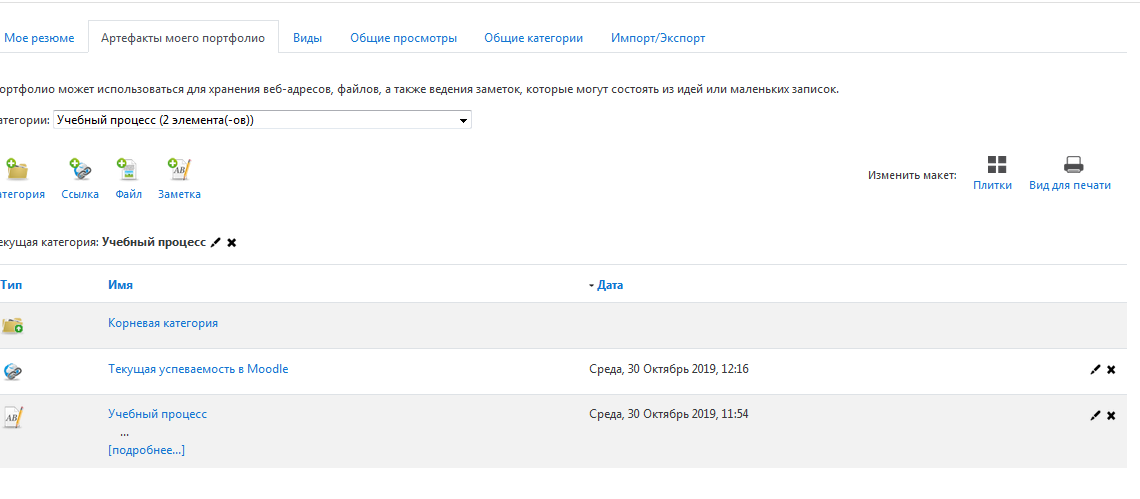 Мое резюме Артефакты моего портфолио Виды Общие просмотры Общие категории Импорт/Экспорт
ортфолио может использоваться для хранения веб-адресов, файлов, а также ведения заметок, которые могут состоять из идей или маленьких записок.
атегории: Учебный процесс (2 элемента(-ов))
атегория Ссылка Файл Заметка Изменить макет: Плитки Вид для печати
екущая категория: Учебный процесс
Тип Имя Дата
Корневая категория
Текущая успеваемость в Moodle Среда, 30 Октябрь 2019, 12:16
Учебный процесс Среда, 30 Октябрь 2019, 11:54
...
[подробнее...]